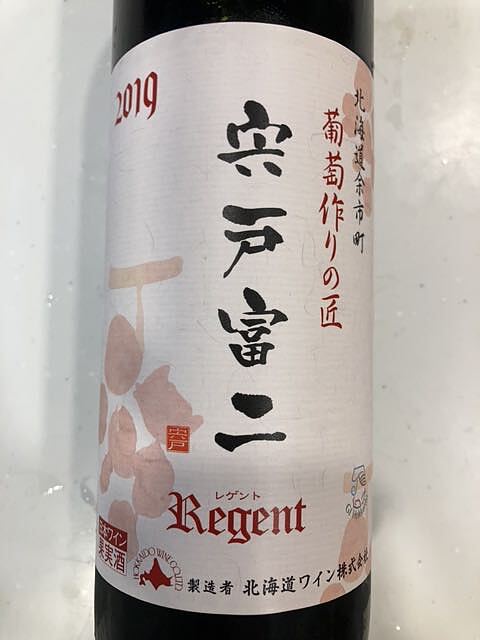 2019
北海道余市町
葡萄作りの匠
宍戸富二
宍戸
レゲント
Regent
日本ワイン
果実酒
HOKKAIDO WINE CO.,LTD
製造者 北海道ワイン株式会社